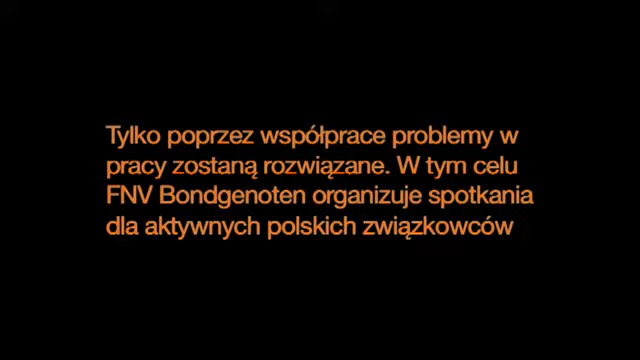 Tylko poprzez współprace problemy w
pracy zostaną rozwiązane. W tym celu
FNV Bondgenoten organizuje spotkania
dla aktywnych polskich związkowców